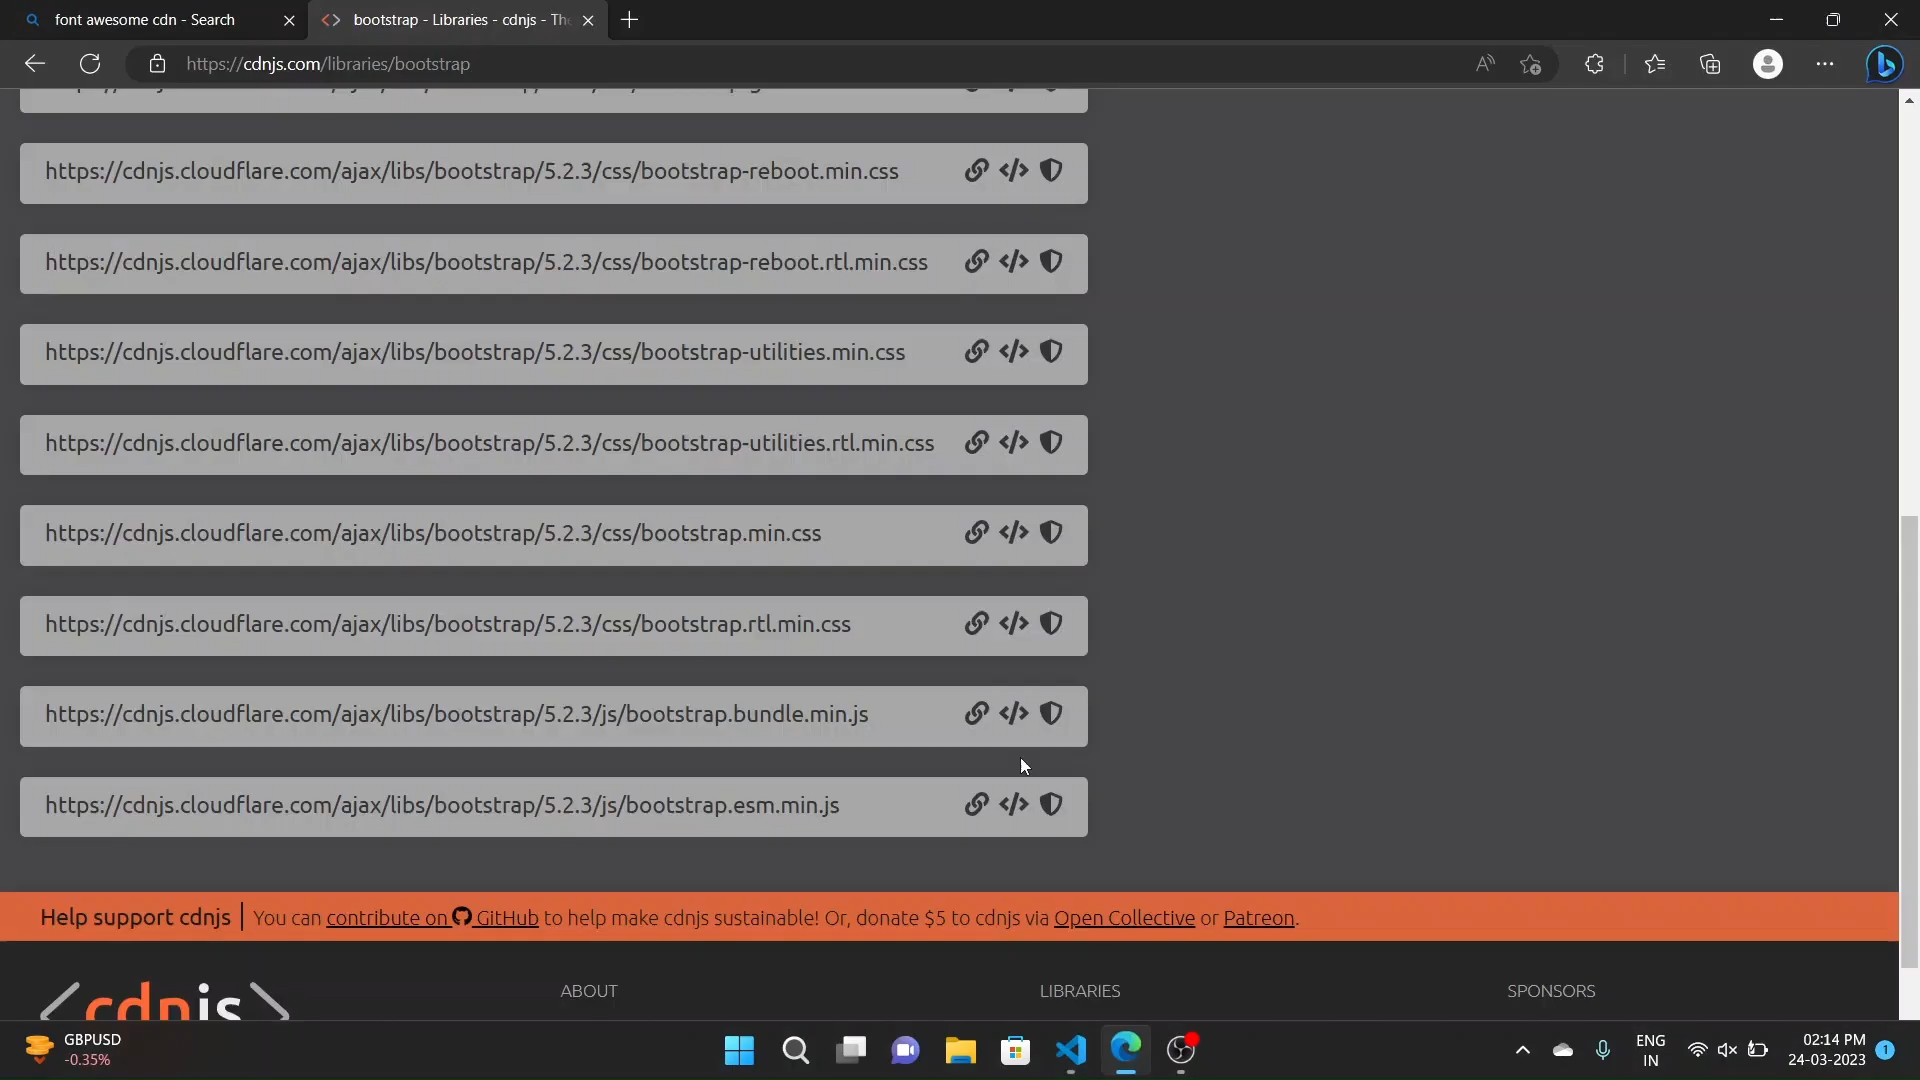 font awesome cdn - Search
bootstrap - Libraries - cdnjs - Th
https://cdnjs.com/libraries/bootstrap
https://cdnjs.cloudflare.com/ajax/libs/bootstrap/5.2.3/css/bootstrap-reboot.min.css
https://cdnjs.cloudflare.com/ajax/libs/bootstrap/5.2.3/css/bootstrap-reboot.rtl.min.css
https://cdnjs.cloudflare.com/ajax/libs/bootstrap/5.2.3/css/bootstrap-utilities.min.css
https://cdnjs.cloudflare.com/ajax/libs/bootstrap/5.2.3/css/bootstrap-utilities.rtl.min.css
https://cdnjs.cloudflare.com/ajax/libs/bootstrap/5.2.3/css/bootstrap.min.css
https://cdnjs.cloudflare.com/ajax/libs/bootstrap/5.2.3/css/bootstrap.rtl.min.css
https://cdnjs.cloudflare.com/ajax/libs/bootstrap/5.2.3/js/bootstrap.bundle.min.js
https://cdnjs.cloudflare.com/ajax/libs/bootstrap/5.2.3/js/bootstrap.esm.min.js
Help support cdnjs | You can contribute on GitHub to help make cdnjs sustainable! Or, donate $5 to cdnjs via Open Collective or Patreon.
cdnjs
ABOUT
LIBRARIES
SPONSORS
GBPUSD
-0.35%
ENG
IN
02:14 PM
24-03-2023
1